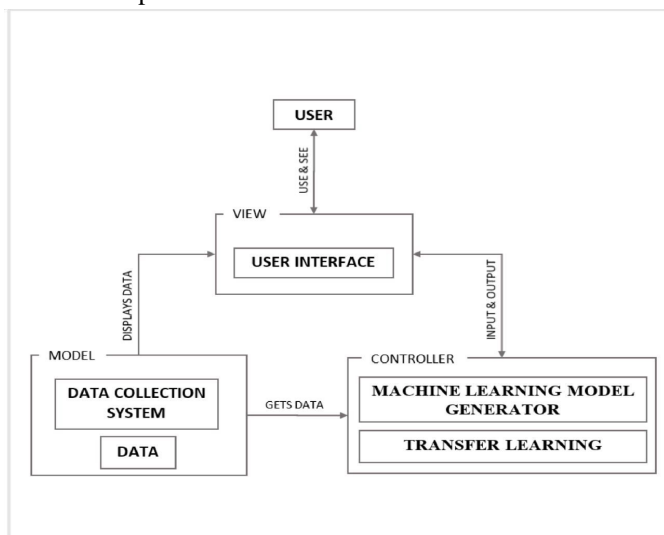 USER
USE & SEE
VIEW
USER INTERFACE
DISPLAYS DATA
INPUT & OUTPUT
MODEL
DATA COLLECTION
SYSTEM
DATA
GETS DATA
CONTROLLER
MACHINE LEARNING MODEL
GENERATOR
TRANSFER LEARNING